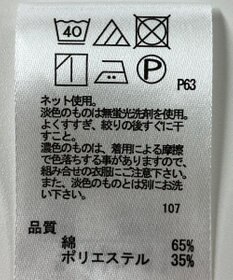 40
P
P63
ネット使用。
淡色のものは無蛍光洗剤を使用。
よくすすぎ、絞りの後すぐに干
すこと。
濃色のものは、着用による摩擦
で色落ちする事がありますので、
組み合せの衣服にご注意下さい。
また、淡色のものとは別にお洗
い下さい。
107
品質
綿 65%
ポリエステル 35%